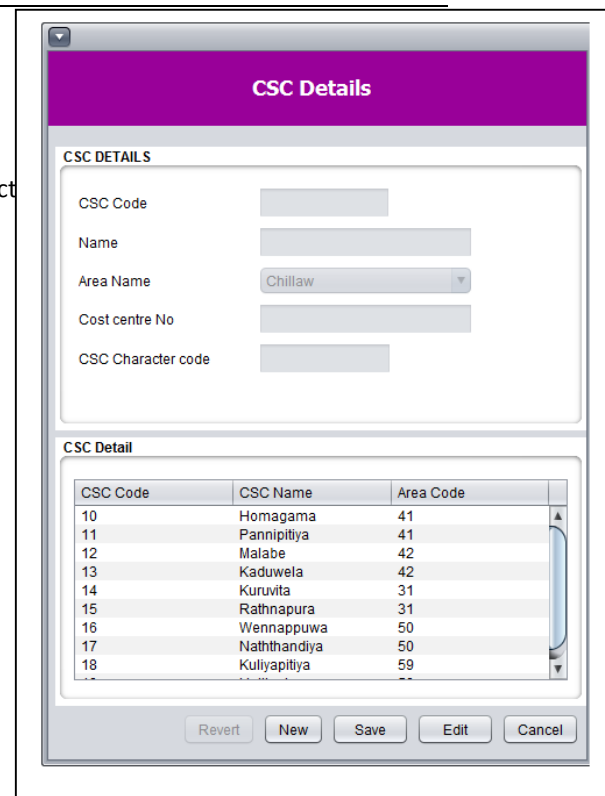 CSC Details
CSC DETAILS
ct
CSC Code
Name
Area Name Chillaw
Cost centre No
CSC Character code
CSC Detail
CSC Code CSC Name Area Code
10 Homagama 41
11 Pannipitiya 41
12 Malabe 42
13 Kaduwela 42
14 Kuruvita 31
15 Rathnapura 31
16 Wennappuwa 50
17 Naththandiya 50
18 Kuliyapitiya 59
Revert New Save Edit Cancel